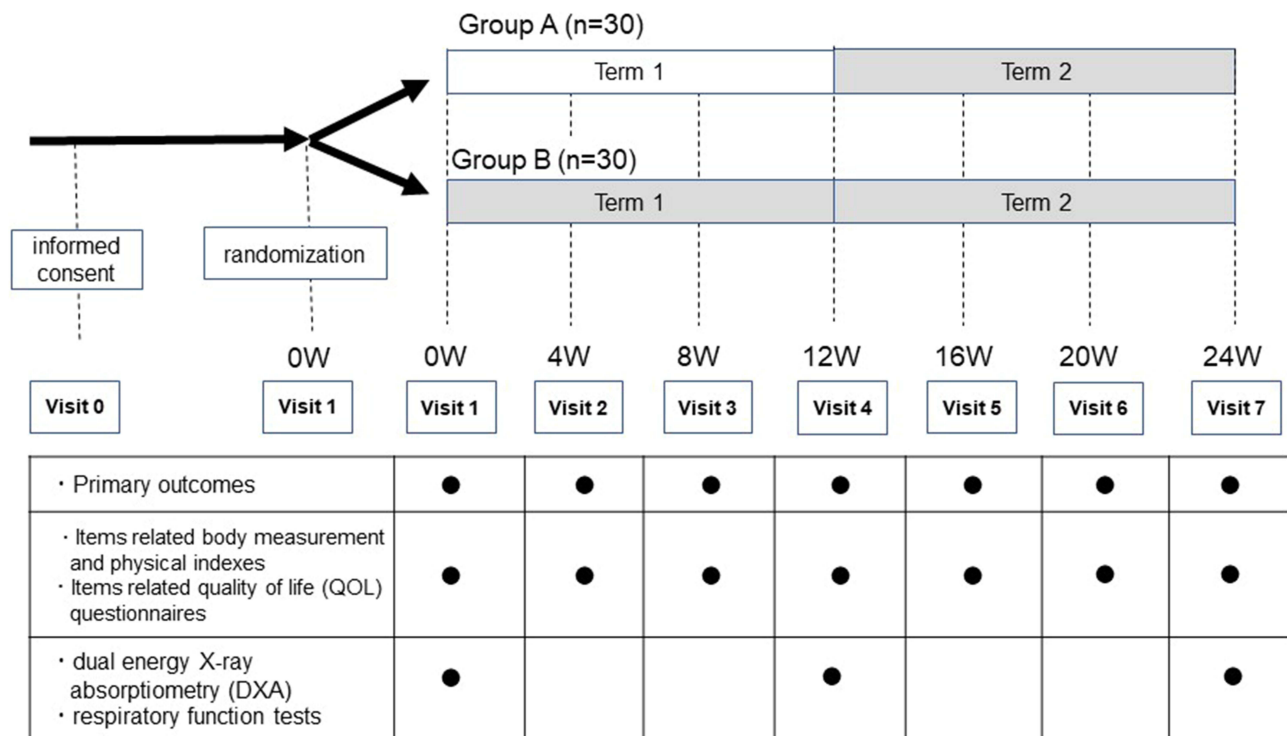 Group A (n=30)
Term 1
Term 2
Group B (n=30)
Term 1
Term 2
informed
consent
randomization
0W
0W
4W
8W
12W
16W
20W
24W
Visit 0
Visit 1
Visit 1
Visit 2
Visit 3
Visit 4
Visit 5
Visit 6
Visit 7
・Primary outcomes
・Items related body measurement
and physical indexes
・Items related quality of life (QOL)
questionnaires
・dual energy X-ray
absorptiometry (DXA)
・respiratory function tests